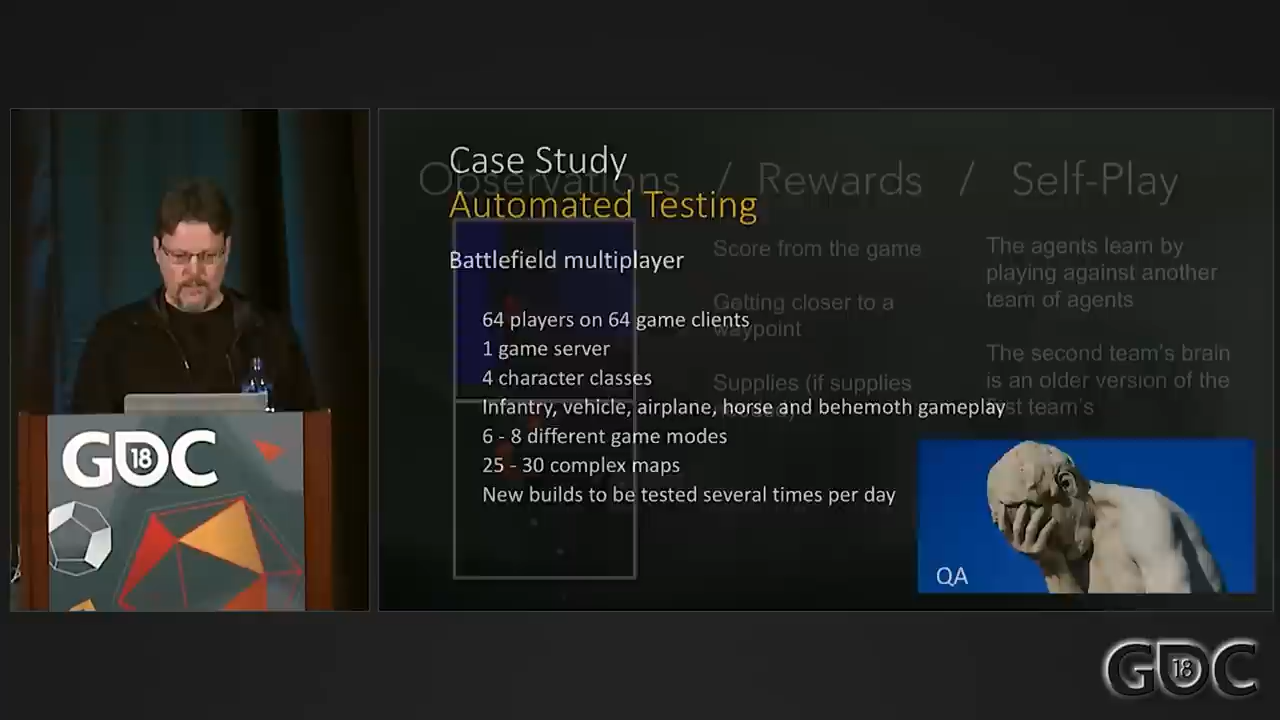 Case Study
Automated Testing
Observations / Rewards / Self-Play
Battlefield multiplayer
64 players on 64 game clients
1 game server
4 character classes
Infantry, vehicle, airplane, horse and behemoth gameplay
6 - 8 different game modes
25 - 30 complex maps
New builds to be tested several times per day
Score from the game
Getting closer to a
waypoint
Supplies (if supplies
The agents learn by
playing against another
team of agents
The second team's brain
is an older version of the
first team's
QA
GDC
18
GDC
18